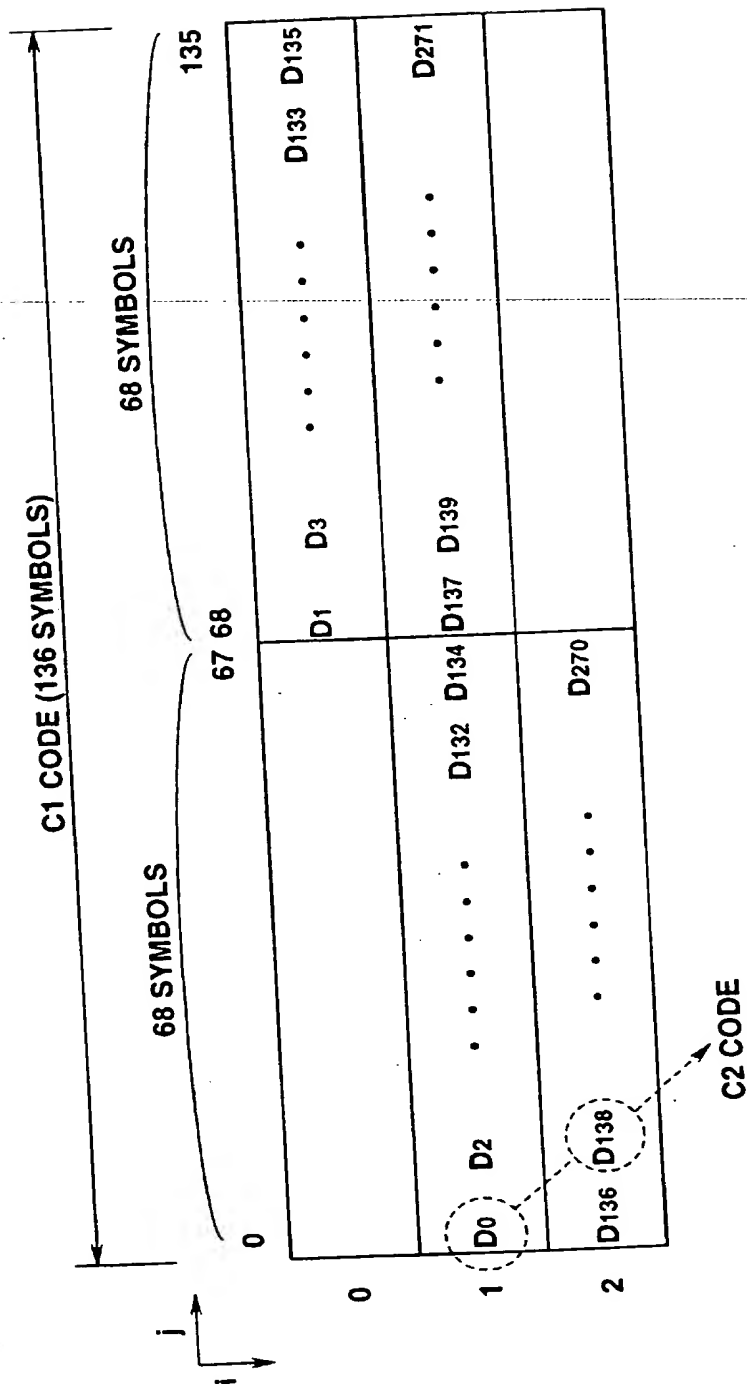 C1 CODE (136 SYMBOLS)
68 SYMBOLS 68 SYMBOLS
j
i
0 67 68 135
0 D1 D3 • • • • • • D133 D135
1 D0 D2 • • • • • • D132 D134 D137 D139 • • • • • • D271
2 D136 D138 • • • • • • D270
C2 CODE